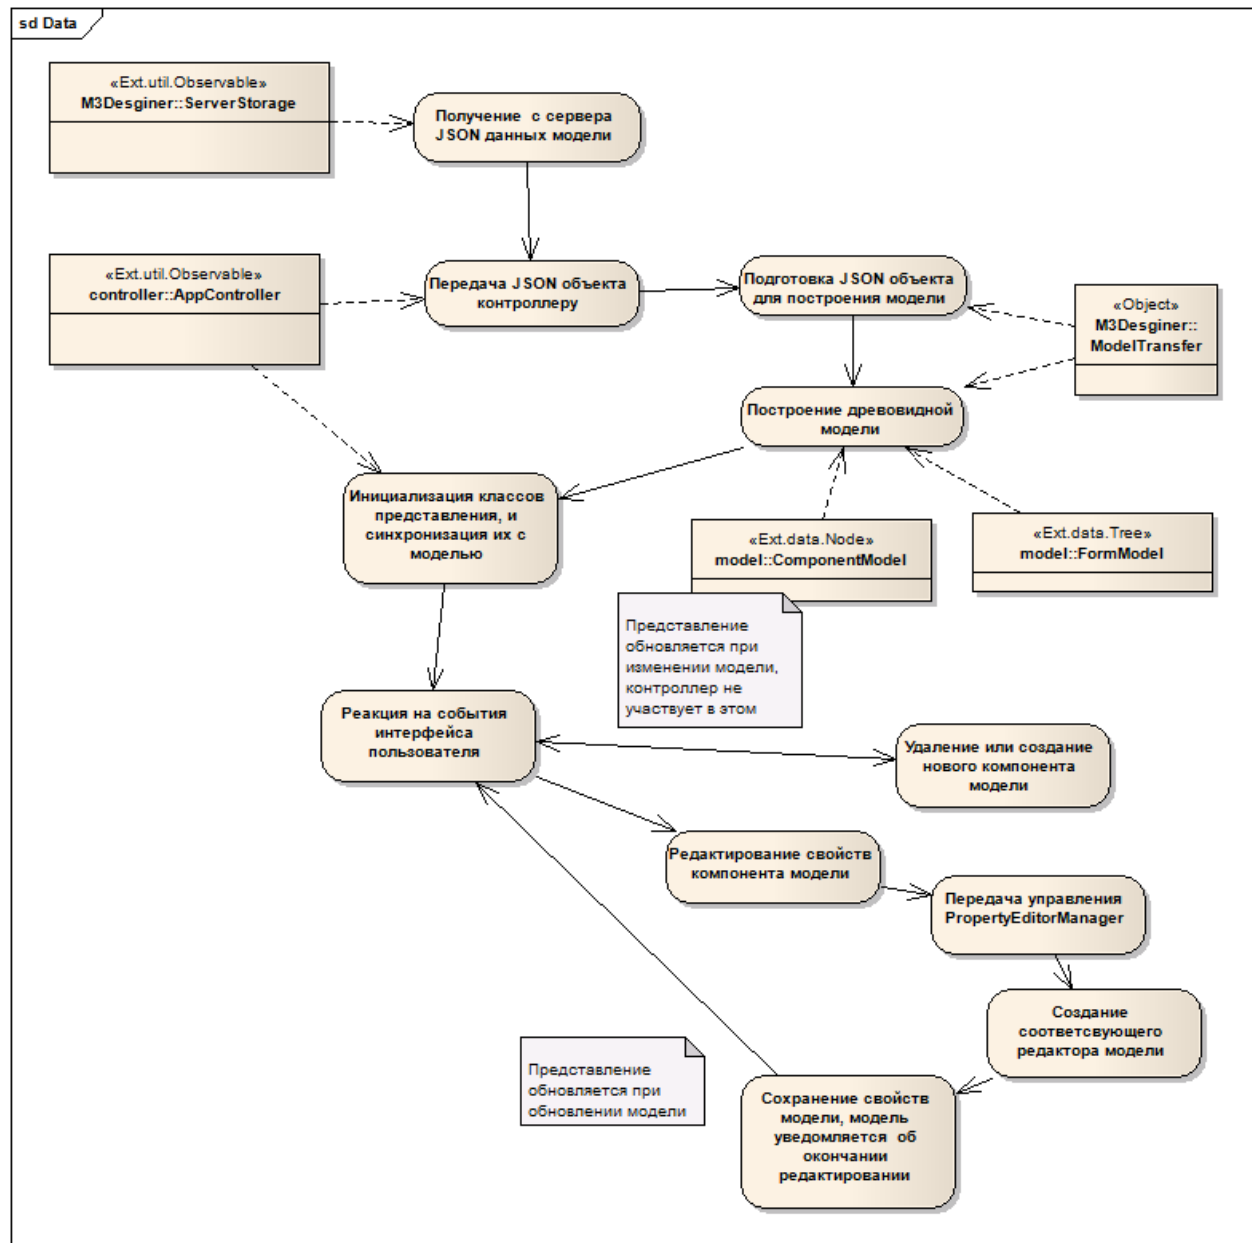 sd Data
«Ext.util.Observable»
M3Desginer::ServerStorage
Получение с сервера
JSON данных модели
«Ext.util.Observable»
controller::AppController
Передача JSON объекта
контроллеру
Подготовка JSON объекта
для построения модели
«Object»
M3Desginer::
ModelTransfer
Построение древовидной
модели
Инициализация классов
представления, и
синхронизация их с
моделью
«Ext.data.Node»
model::ComponentModel
«Ext.data.Tree»
model::FormModel
Представление
обновляется при
изменении модели,
контроллер не
участвует в этом
Реакция на события
интерфейса
пользователя
Удаление или создание
нового компонента
модели
Редактирование свойств
компонента модели
Передача управления
PropertyEditorManager
Создание
соответсвующего
редактора модели
Представление
обновляется при
обновлении модели
Сохранение свойств
модели, модель
уведомляется об
окончании
редактировании